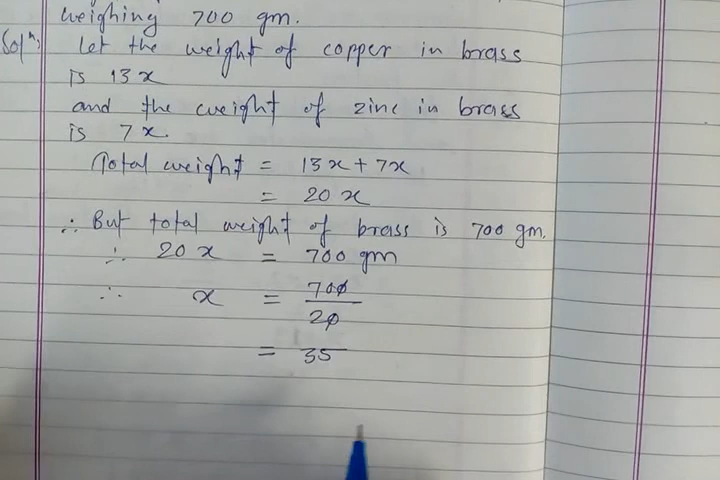 weighing 700 gm.
Solⁿ: Let the weight of copper in brass
is 13x
and the weight of zinc in brass
is 7x.
Total weight = 13x + 7x
= 20x
∴ But total weight of brass is 700 gm.
∴ 20x = 700 gm
∴ x = 700/20
= 35